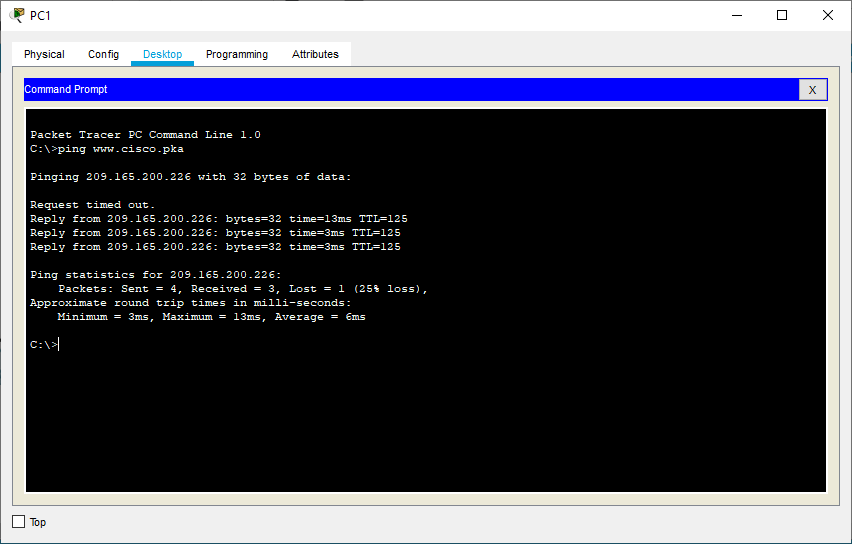 PC1
Physical Config Desktop Programming Attributes
Command Prompt X
Packet Tracer PC Command Line 1.0
C:\>ping www.cisco.pka
Pinging 209.165.200.226 with 32 bytes of data:
Request timed out.
Reply from 209.165.200.226: bytes=32 time=13ms TTL=125
Reply from 209.165.200.226: bytes=32 time=3ms TTL=125
Reply from 209.165.200.226: bytes=32 time=3ms TTL=125
Ping statistics for 209.165.200.226:
Packets: Sent = 4, Received = 3, Lost = 1 (25% loss),
Approximate round trip times in milli-seconds:
Minimum = 3ms, Maximum = 13ms, Average = 6ms
C:\>
Top